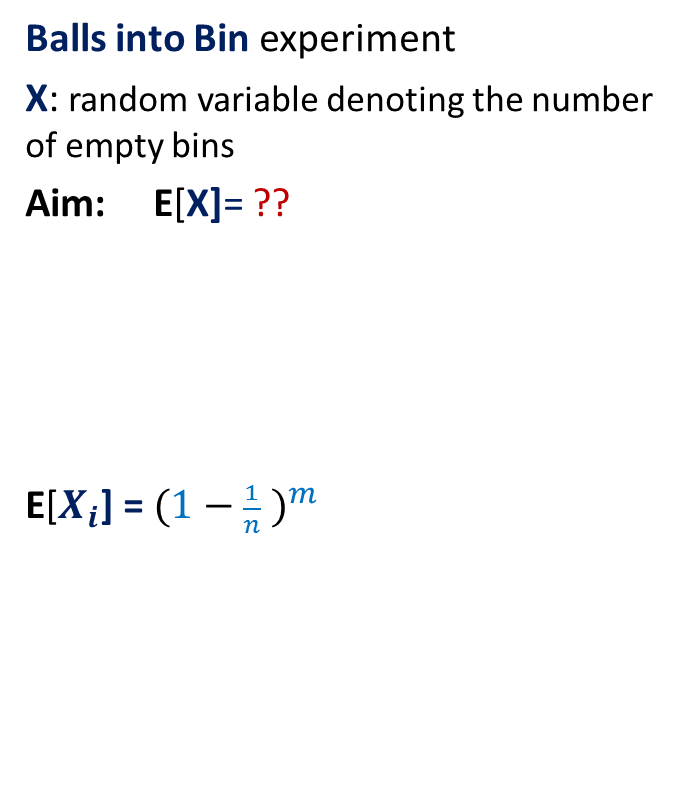 Balls into Bin experiment
X: random variable denoting the number
of empty bins
Aim: E[X]= ??
E[𝑿ᵢ] = (1 − 1/𝑛 )ᵐ